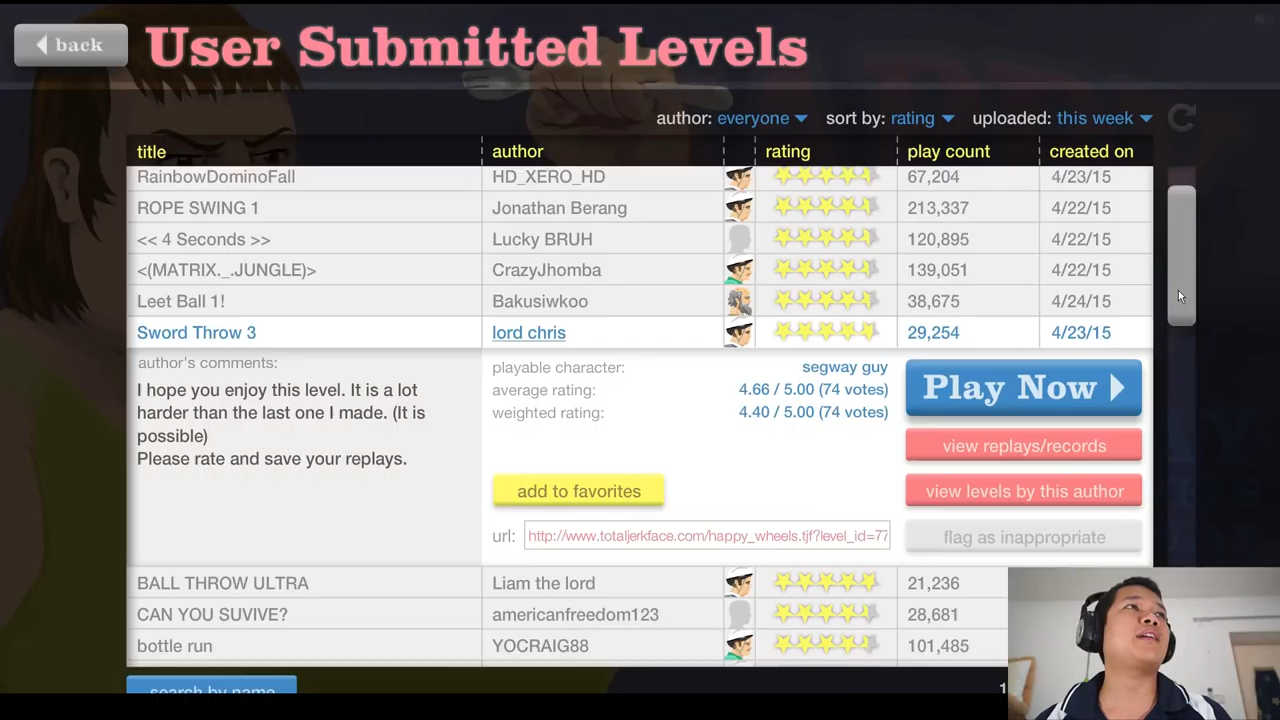 back
User Submitted Levels
author: everyone sort by: rating uploaded: this week
title author rating play count created on
RainbowDominoFall HD_XERO_HD 67,204 4/23/15
ROPE SWING 1 Jonathan Berang 213,337 4/22/15
<< 4 Seconds >> Lucky BRUH 120,895 4/22/15
<(MATRIX._.JUNGLE)> CrazyJhomba 139,051 4/22/15
Leet Ball 1! Bakusiwkoo 38,675 4/24/15
Sword Throw 3 lord chris 29,254 4/23/15
author's comments:
I hope you enjoy this level. It is a lot
harder than the last one I made. (It is
possible)
Please rate and save your replays.
playable character: segway guy
average rating: 4.66 / 5.00 (74 votes)
weighted rating: 4.40 / 5.00 (74 votes)
add to favorites
url: http://www.totaljerkface.com/happy_wheels.tjf?level_id=77
Play Now
view replays/records
view levels by this author
flag as inappropriate
BALL THROW ULTRA Liam the lord 21,236
CAN YOU SUVIVE? americanfreedom123 28,681
bottle run YOCRAIG88 101,485
search by name